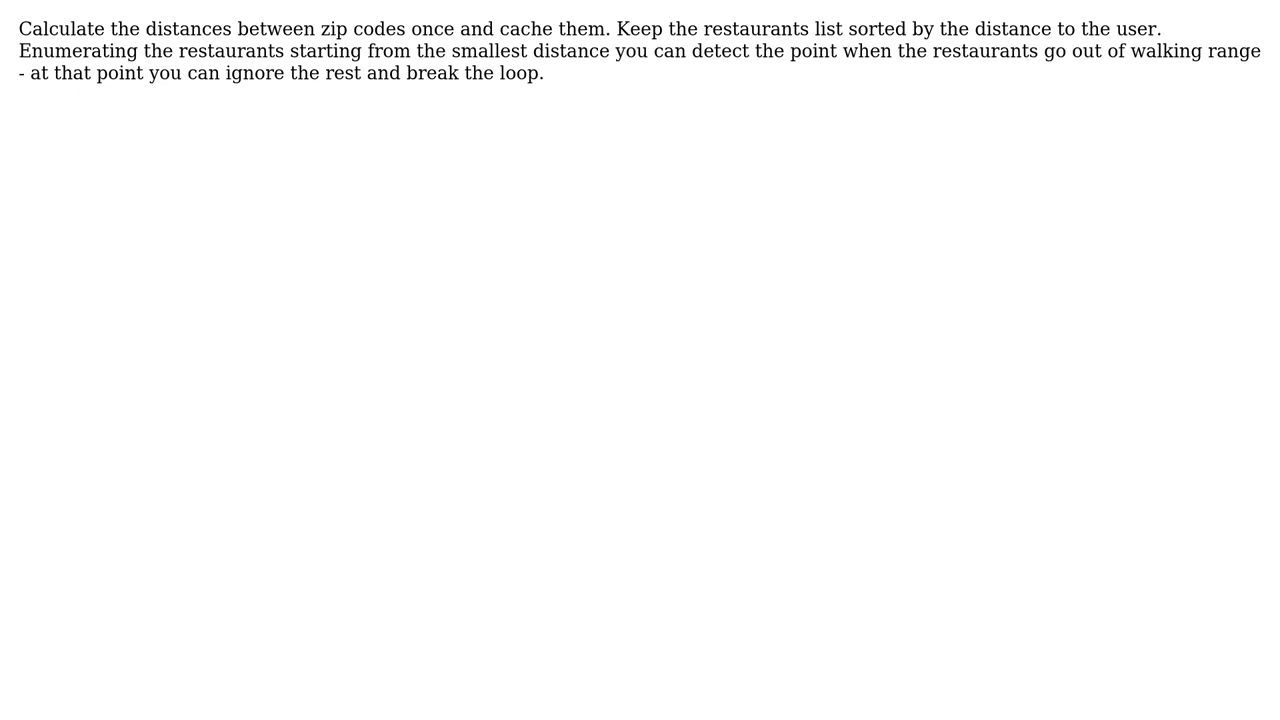 Calculate the distances between zip codes once and cache them. Keep the restaurants list sorted by the distance to the user.
Enumerating the restaurants starting from the smallest distance you can detect the point when the restaurants go out of walking range
- at that point you can ignore the rest and break the loop.